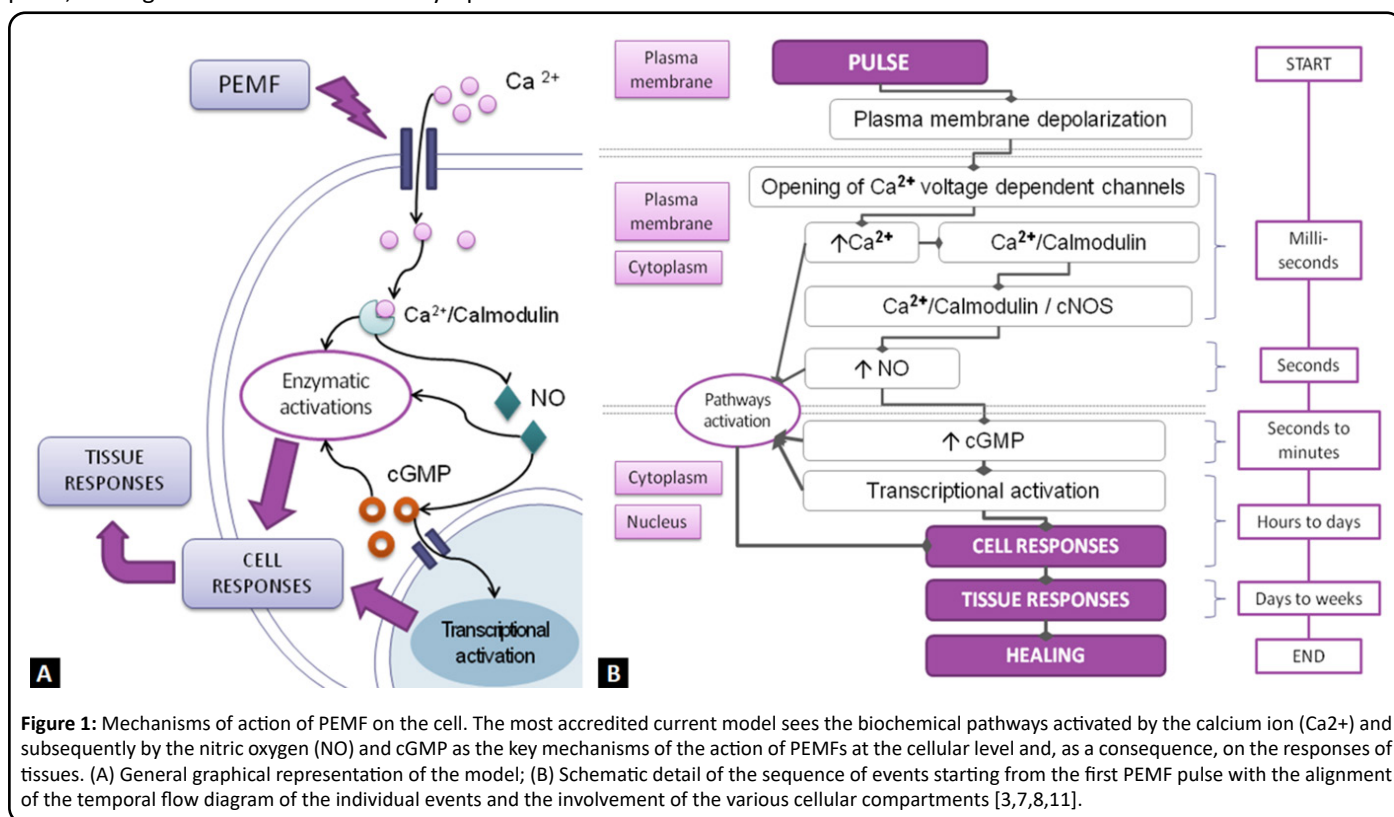 PEMF
Ca 2+
Ca2+/Calmodulin
Enzymatic
activations
NO
cGMP
TISSUE
RESPONSES
CELL
RESPONSES
Transcriptional
activation
A
Plasma
membrane
PULSE
START
Plasma membrane depolarization
Plasma
membrane
Opening of Ca2+ voltage dependent channels
↑Ca2+
Ca2+/Calmodulin
Milli-
seconds
Cytoplasm
Ca2+/Calmodulin / cNOS
↑ NO
Seconds
Pathways
activation
↑ cGMP
Seconds to
minutes
Cytoplasm
Transcriptional activation
Nucleus
Hours to days
CELL RESPONSES
TISSUE RESPONSES
Days to weeks
HEALING
END
B
Figure 1: Mechanisms of action of PEMF on the cell. The most accredited current model sees the biochemical pathways activated by the calcium ion (Ca2+) and
subsequently by the nitric oxygen (NO) and cGMP as the key mechanisms of the action of PEMFs at the cellular level and, as a consequence, on the responses of
tissues. (A) General graphical representation of the model; (B) Schematic detail of the sequence of events starting from the first PEMF pulse with the alignment
of the temporal flow diagram of the individual events and the involvement of the various cellular compartments [3,7,8,11].